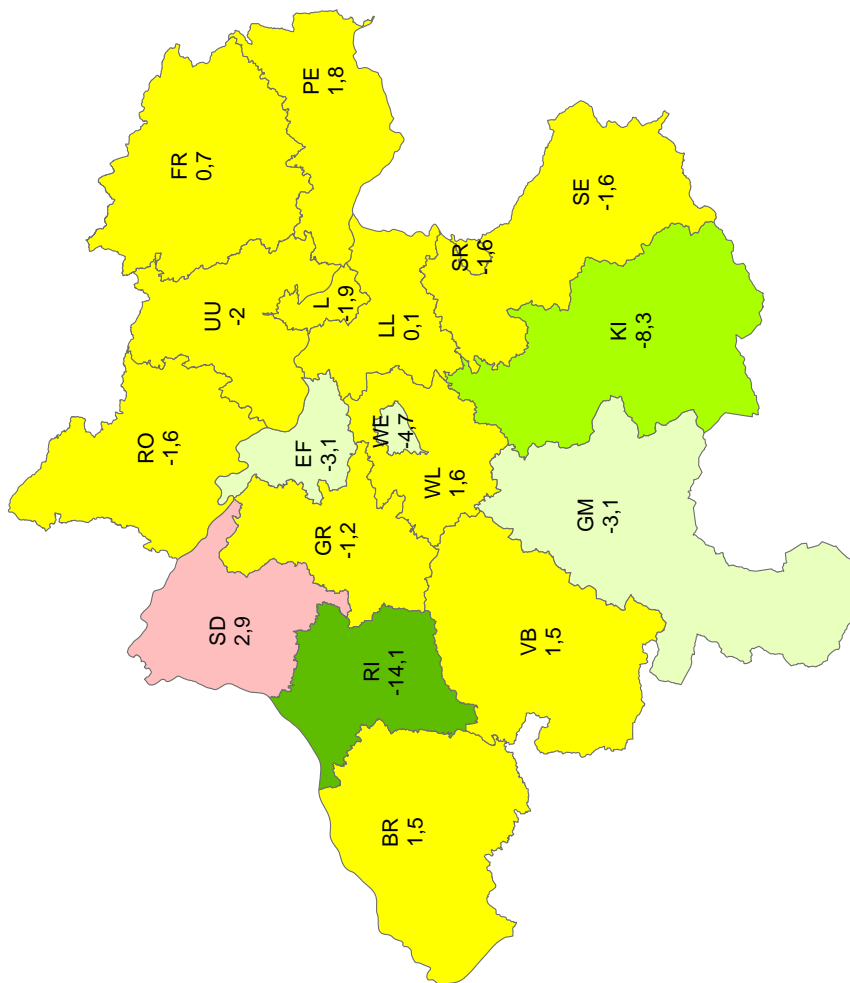 PE
1,8
FR
0,7
SE
-1,6
SR
-1,6
L
-1,9
UU
-2
LL
0,1
KI
-8,3
WE
-4,7
RO
-1,6
EF
-3,1
WL
1,6
GM
-3,1
GR
-1,2
SD
2,9
VB
1,5
RI
-14,1
BR
1,5